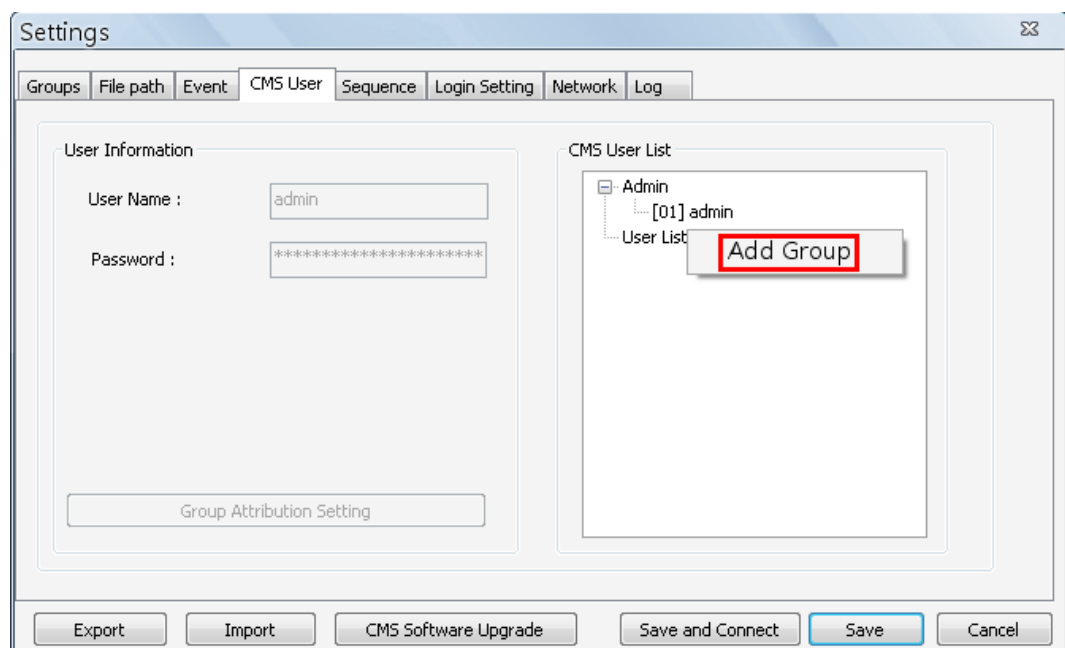 Settings
Groups File path Event CMS User Sequence Login Setting Network Log
User Information
User Name :
admin
Password :
**********************
Group Attribution Setting
CMS User List
Admin
[01] admin
User List
Add Group
Export Import CMS Software Upgrade Save and Connect Save Cancel